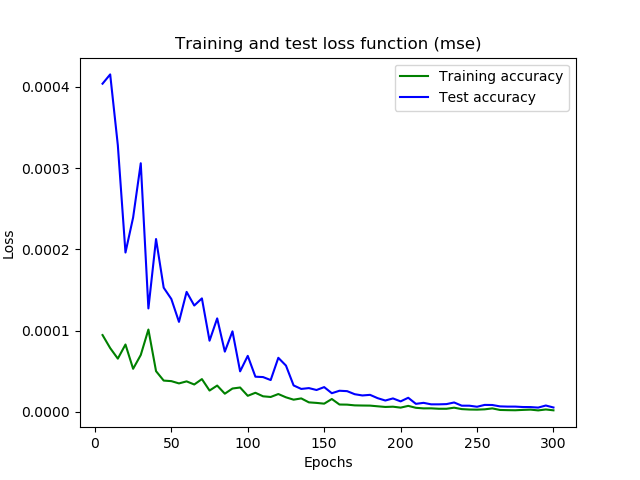 Training and test loss function (mse)
Training accuracy
Test accuracy
0.0004
0.0003
0.0002
0.0001
0.0000
Loss
0 50 100 150 200 250 300
Epochs